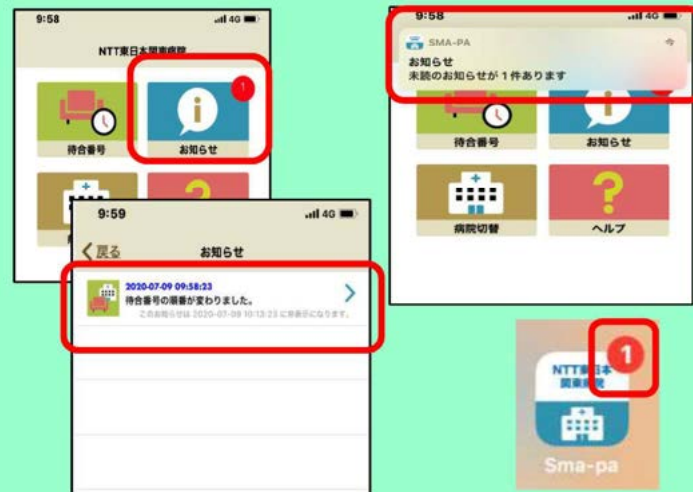 9:58
4G
NTT東日本関東病院
1
待合番号
お知らせ
9:58
4G
SMA-PA
今
お知らせ
未読のお知らせが 1 件あります
待合番号
お知らせ
病院切替
ヘルプ
9:59
4G
戻る
お知らせ
2020-07-09 09:58:23
待合番号の順番が変わりました。
このお知らせは 2020-07-09 10:13:23 に非表示になります。
1
NTT東日本
関東病院
Sma-pa